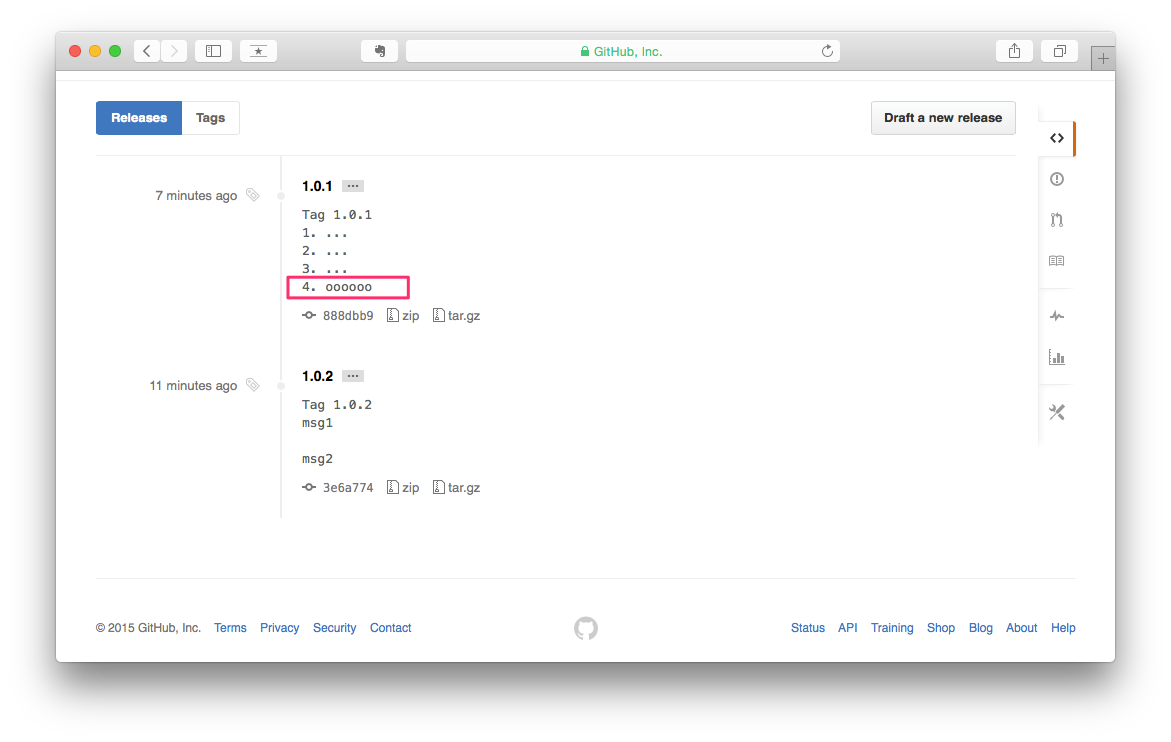 GitHub, Inc.
Releases Tags Draft a new release
7 minutes ago 1.0.1 ...
Tag 1.0.1
1. ...
2. ...
3. ...
4. oooooo
888dbb9 zip tar.gz
11 minutes ago 1.0.2 ...
Tag 1.0.2
msg1
msg2
3e6a774 zip tar.gz
© 2015 GitHub, Inc. Terms Privacy Security Contact Status API Training Shop Blog About Help